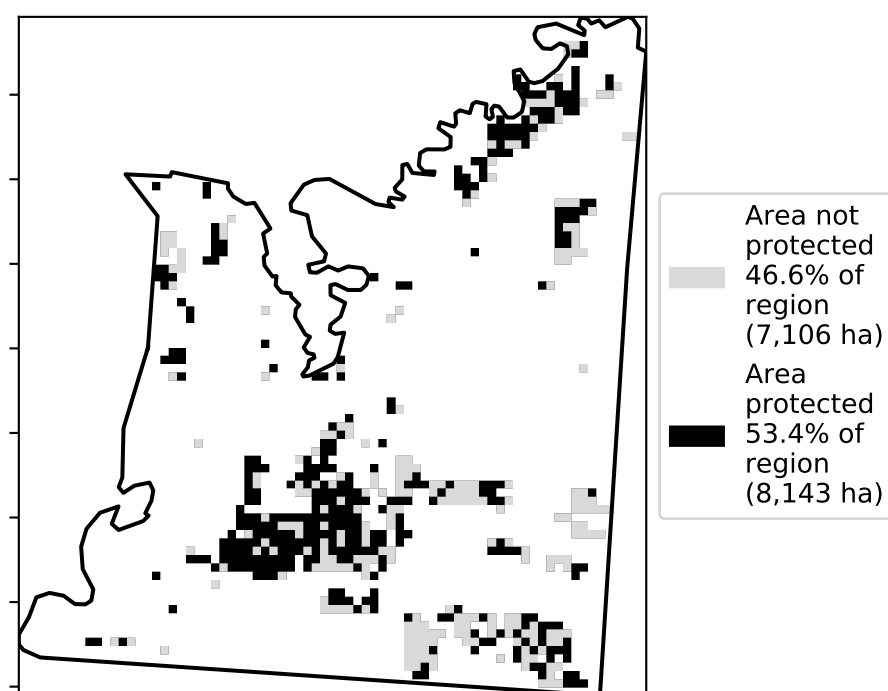 Area not
protected
46.6% of
region
(7,106 ha)
Area
protected
53.4% of
region
(8,143 ha)